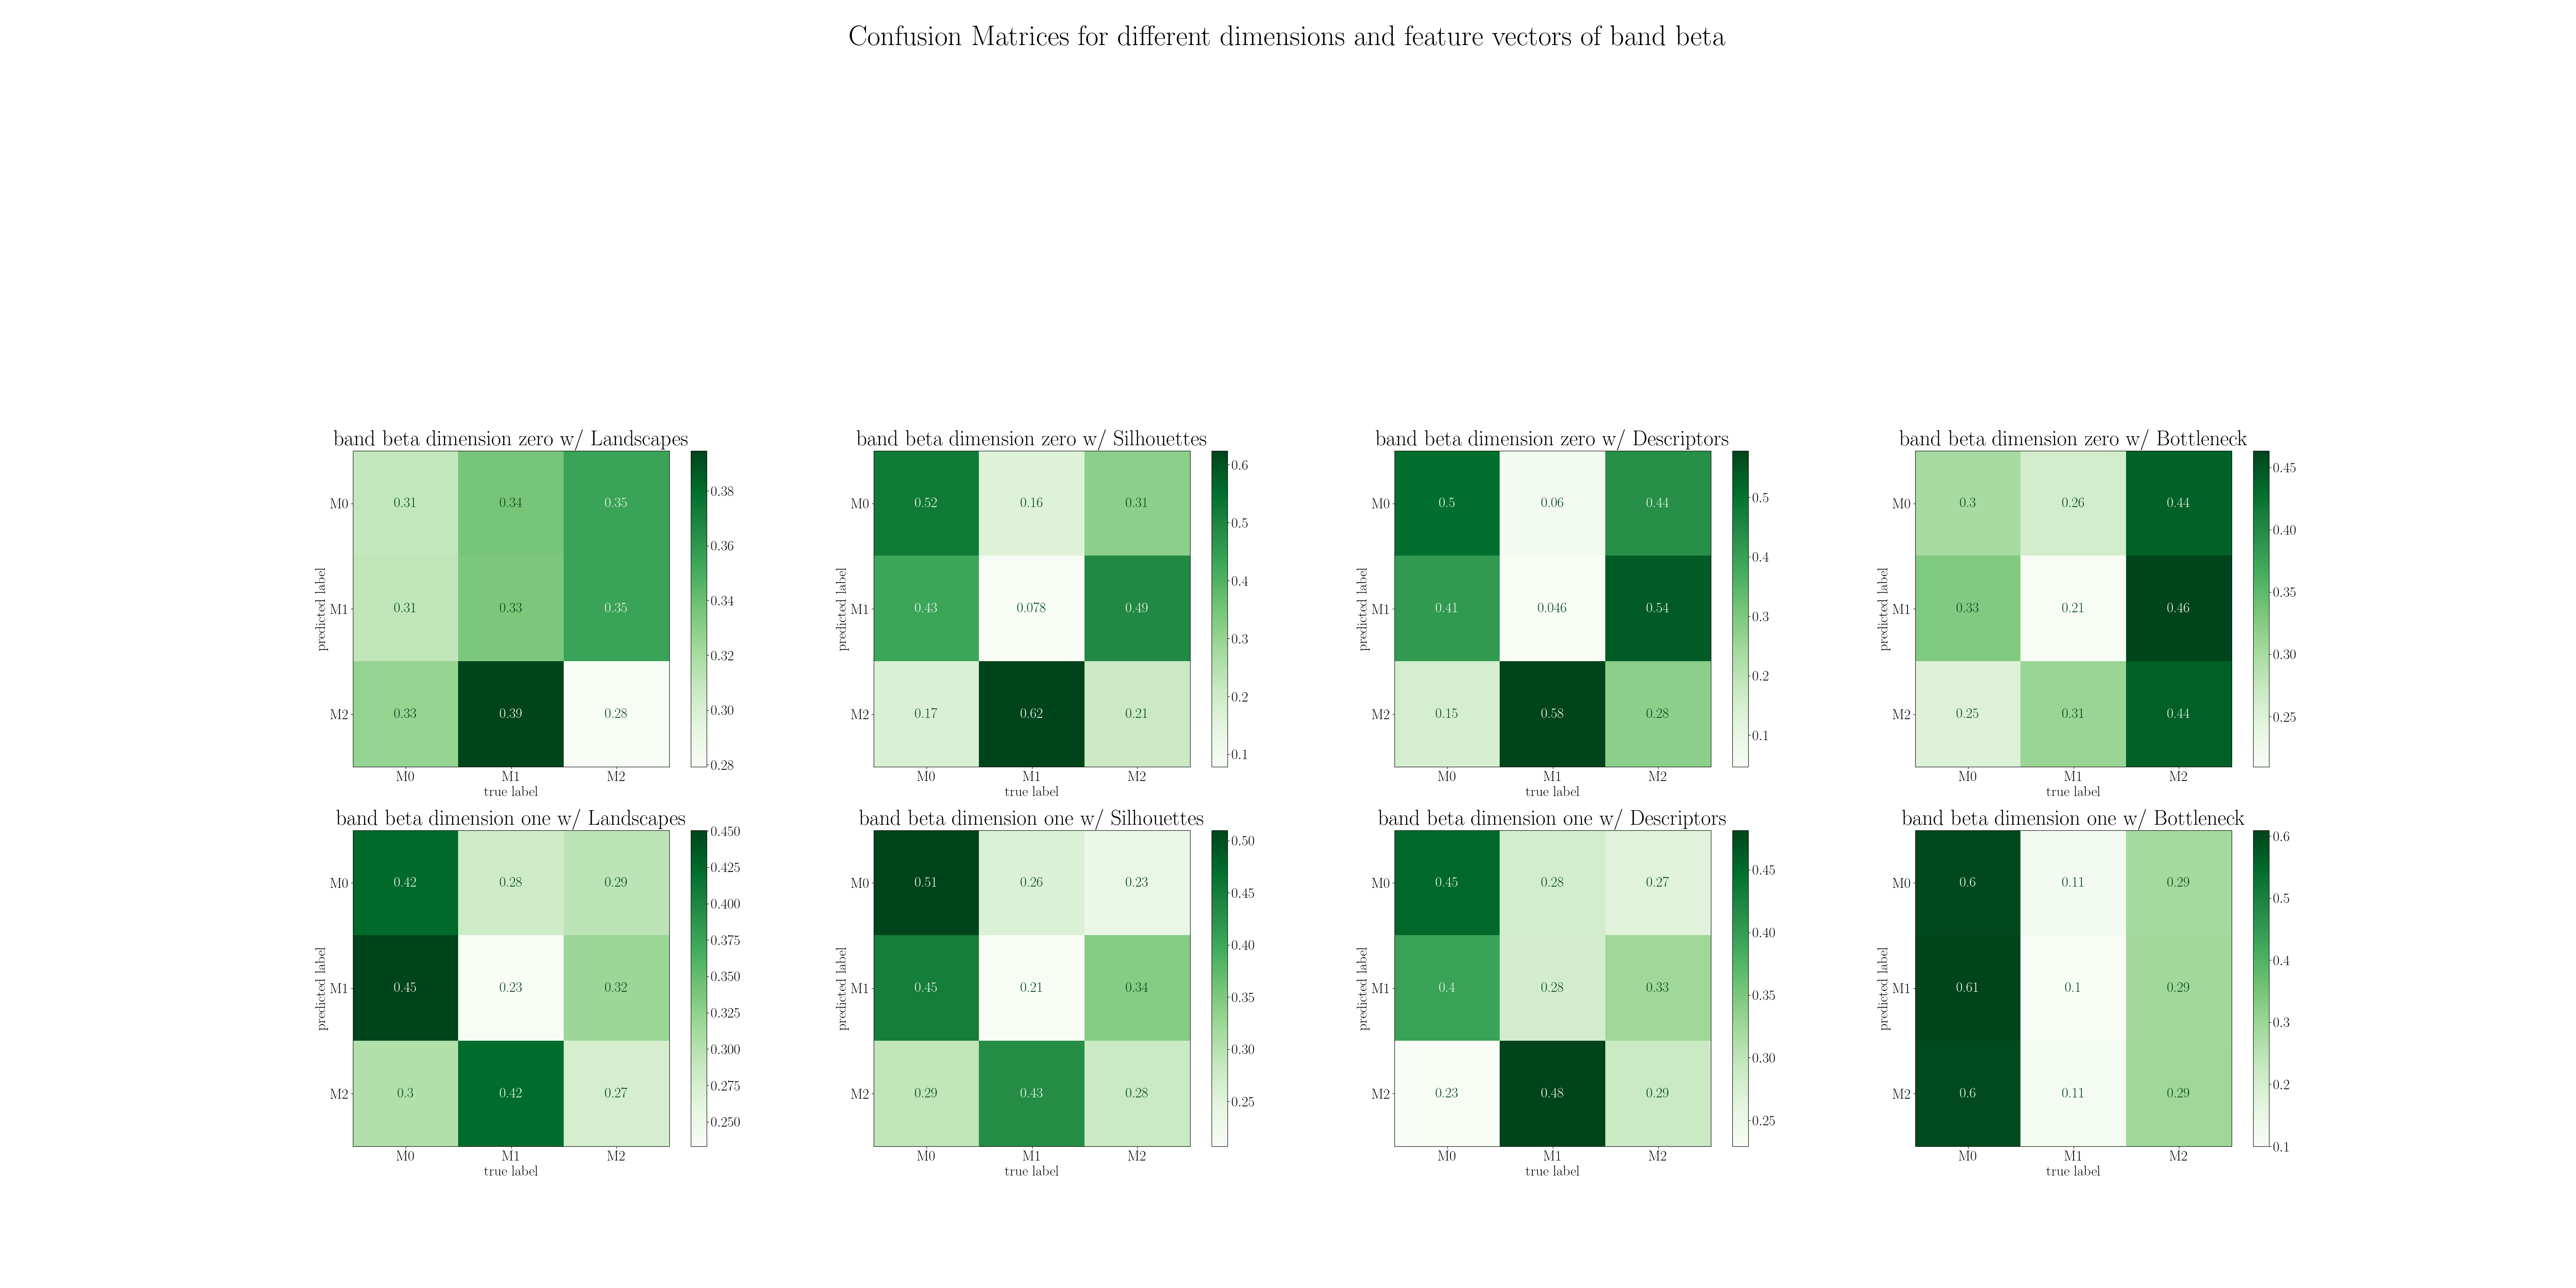 Confusion Matrices for different dimensions and feature vectors of band beta
band beta dimension zero w/ Landscapes
M0 0.31 0.34 0.35
M1 0.31 0.33 0.35
M2 0.33 0.39 0.28
M0 M1 M2
true label
predicted label
0.38
0.36
0.34
0.32
0.30
0.28
band beta dimension zero w/ Silhouettes
M0 0.52 0.16 0.31
M1 0.43 0.078 0.49
M2 0.17 0.62 0.21
M0 M1 M2
true label
predicted label
0.6
0.5
0.4
0.3
0.2
0.1
band beta dimension zero w/ Descriptors
M0 0.5 0.06 0.44
M1 0.41 0.046 0.54
M2 0.15 0.58 0.28
M0 M1 M2
true label
predicted label
0.5
0.4
0.3
0.2
0.1
band beta dimension zero w/ Bottleneck
M0 0.3 0.26 0.44
M1 0.33 0.21 0.46
M2 0.25 0.31 0.44
M0 M1 M2
true label
predicted label
0.45
0.40
0.35
0.30
0.25
band beta dimension one w/ Landscapes
M0 0.42 0.28 0.29
M1 0.45 0.23 0.32
M2 0.3 0.42 0.27
M0 M1 M2
true label
predicted label
0.450
0.425
0.400
0.375
0.350
0.325
0.300
0.275
0.250
band beta dimension one w/ Silhouettes
M0 0.51 0.26 0.23
M1 0.45 0.21 0.34
M2 0.29 0.43 0.28
M0 M1 M2
true label
predicted label
0.50
0.45
0.40
0.35
0.30
0.25
band beta dimension one w/ Descriptors
M0 0.45 0.28 0.27
M1 0.4 0.28 0.33
M2 0.23 0.48 0.29
M0 M1 M2
true label
predicted label
0.45
0.40
0.35
0.30
0.25
band beta dimension one w/ Bottleneck
M0 0.6 0.11 0.29
M1 0.61 0.1 0.29
M2 0.6 0.11 0.29
M0 M1 M2
true label
predicted label
0.6
0.5
0.4
0.3
0.2
0.1